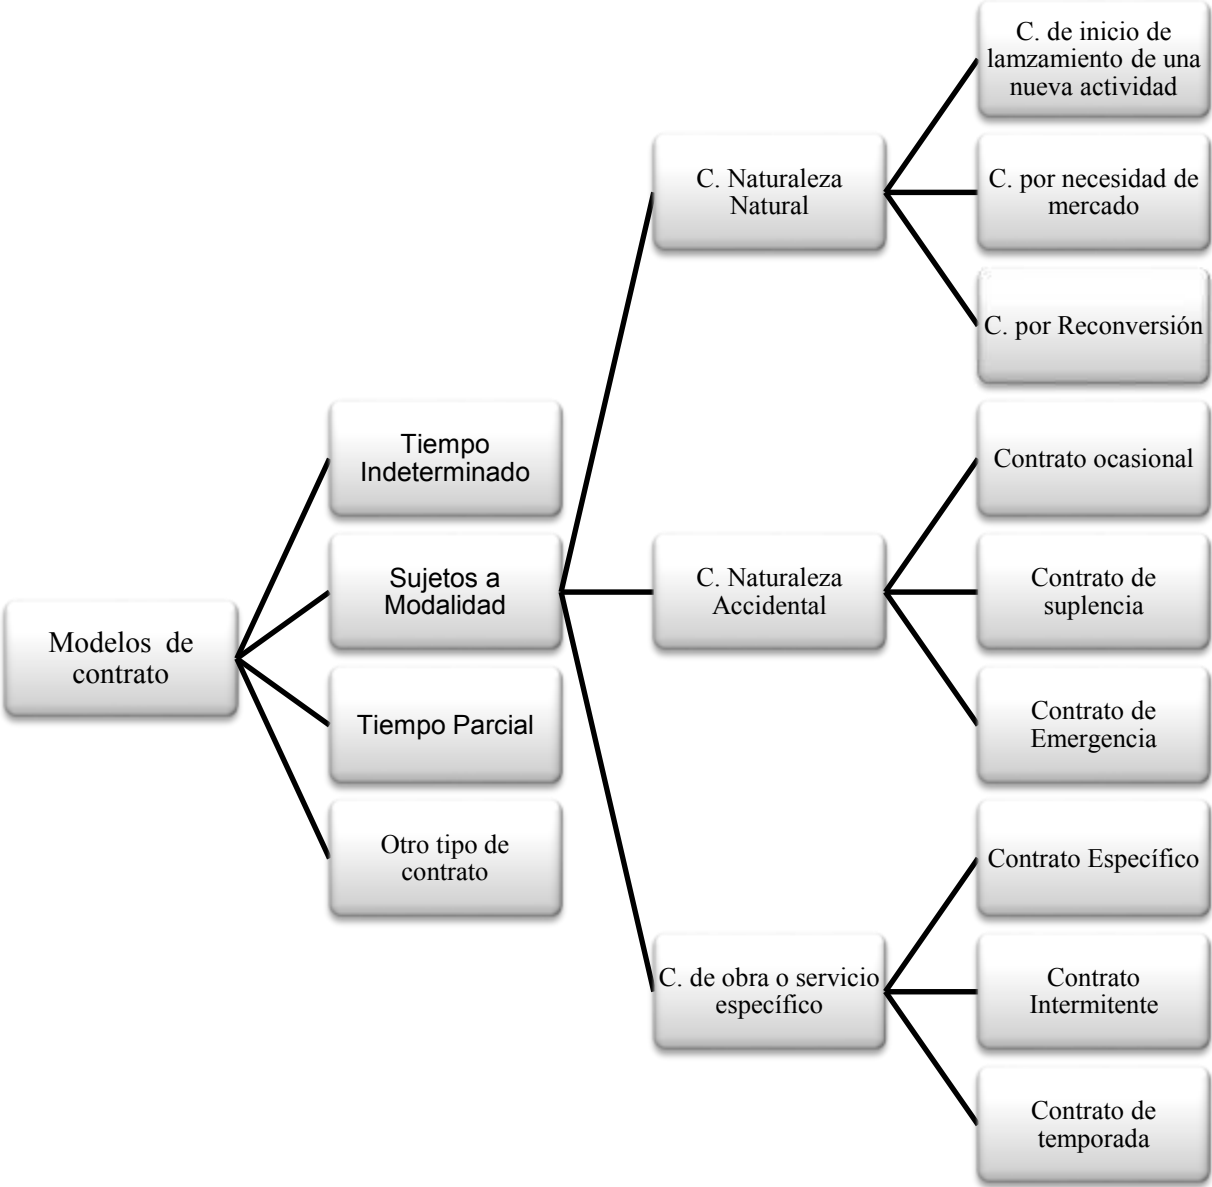 Modelos de
contrato
Tiempo
Indeterminado
Sujetos a
Modalidad
Tiempo Parcial
Otro tipo de
contrato
C. Naturaleza
Natural
C. de inicio de
lamzamiento de una
nueva actividad
C. por necesidad de
mercado
C. por Reconversión
C. Naturaleza
Accidental
Contrato ocasional
Contrato de
suplencia
Contrato de
Emergencia
C. de obra o servicio
específico
Contrato Específico
Contrato
Intermitente
Contrato de
temporada